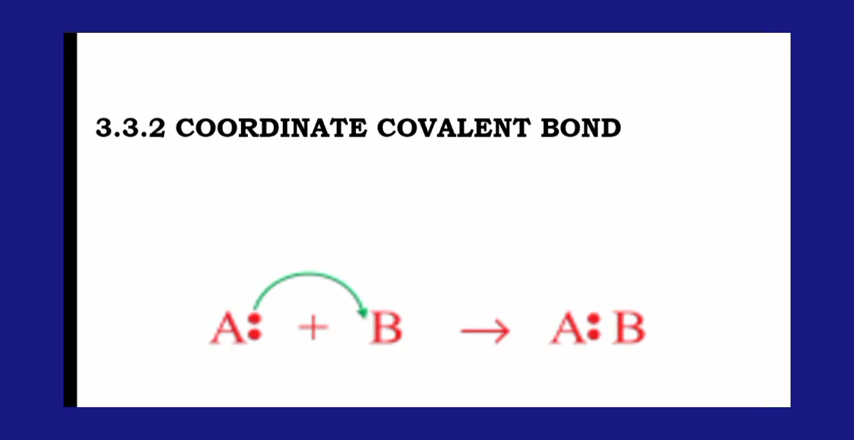 3.3.2 COORDINATE COVALENT BOND
A: + B → A:B